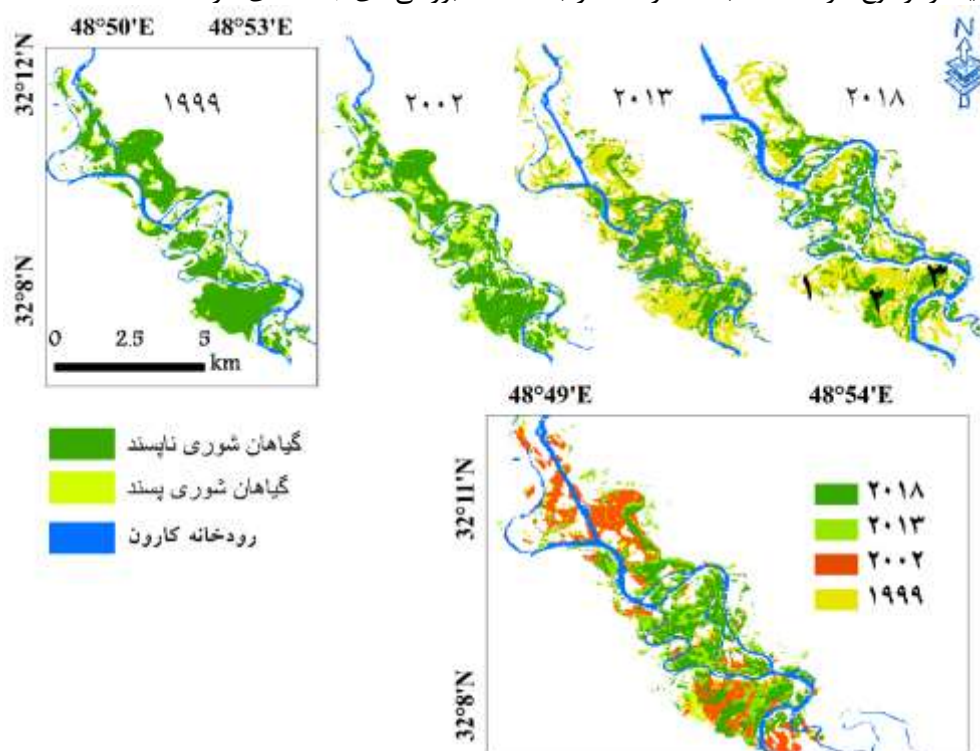 48°50'E 48°53'E
32°12'N
32°8'N
۱۹۹۹
۲۰۰۲
۲۰۱۳
۲۰۱۸
N
۱
۲
۳
0 2.5 5
km
گیاهان شوری ناپسند
گیاهان شوری پسند
رودخانه کارون
48°49'E 48°54'E
32°11'N
32°8'N
۲۰۱۸
۲۰۱۳
۲۰۰۲
۱۹۹۹